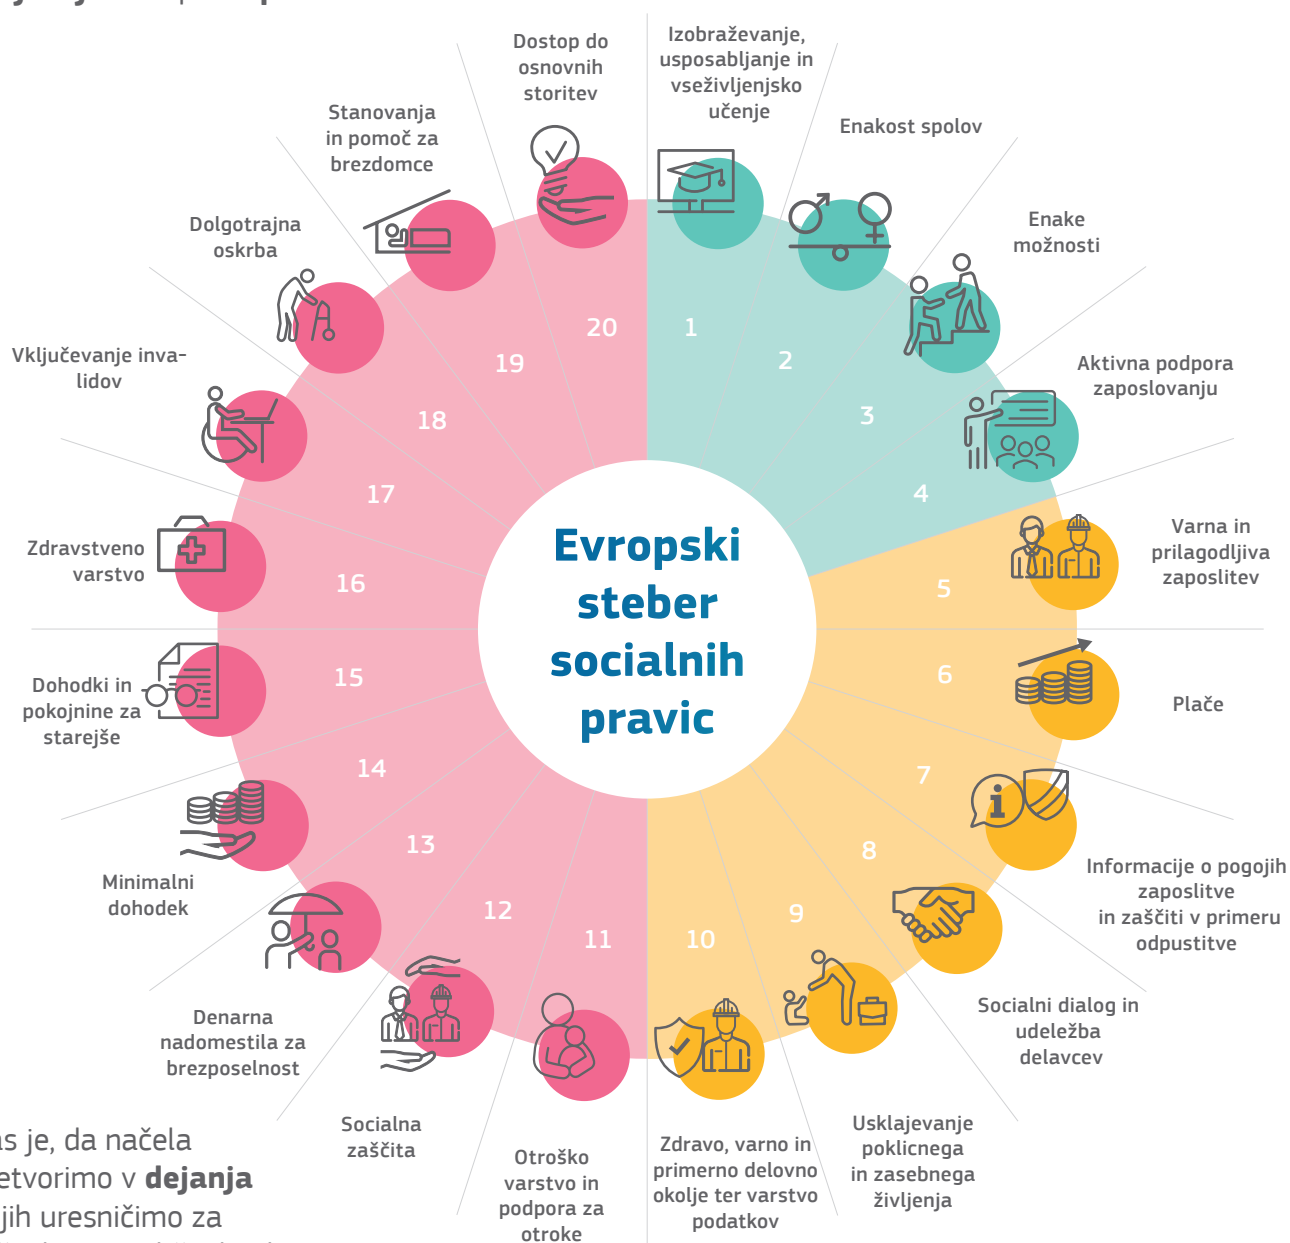 Evropski
steber
socialnih
pravic
1
Izobraževanje,
usposabljanje in
vseživljenjsko
učenje
2
Enakost spolov
3
Enake
možnosti
4
Aktivna podpora
zaposlovanju
5
Varna in
prilagodljiva
zaposlitev
6
Plače
7
Informacije o pogojih
zaposlitve
in zaščiti v primeru
odpustitve
8
Socialni dialog in
udeležba
delavcev
9
Usklajevanje
poklicnega
in zasebnega
življenja
10
Zdravo, varno in
primerno delovno
okolje ter varstvo
podatkov
11
Otroško
varstvo in
podpora za
otroke
12
Socialna
zaščita
13
Denarna
nadomestila za
brezposelnost
14
Minimalni
dohodek
15
Dohodki in
pokojnine za
starejše
16
Zdravstveno
varstvo
17
Vključevanje inva-
lidov
18
Dolgotrajna
oskrba
19
Stanovanja
in pomoč za
brezdomce
20
Dostop do
osnovnih
storitev
je, da načela
etvorimo v dejanja
jih uresničimo za